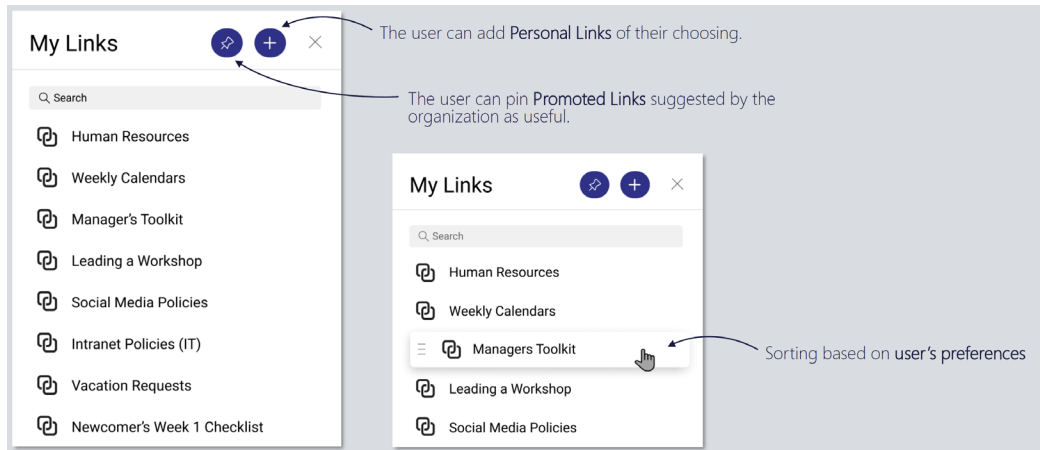 My Links
Search
Human Resources
Weekly Calendars
Manager's Toolkit
Leading a Workshop
Social Media Policies
Intranet Policies (IT)
Vacation Requests
Newcomer's Week 1 Checklist
The user can add Personal Links of their choosing.
The user can pin Promoted Links suggested by the
organization as useful.
My Links
Search
Human Resources
Weekly Calendars
Managers Toolkit
Leading a Workshop
Social Media Policies
Sorting based on user's preferences